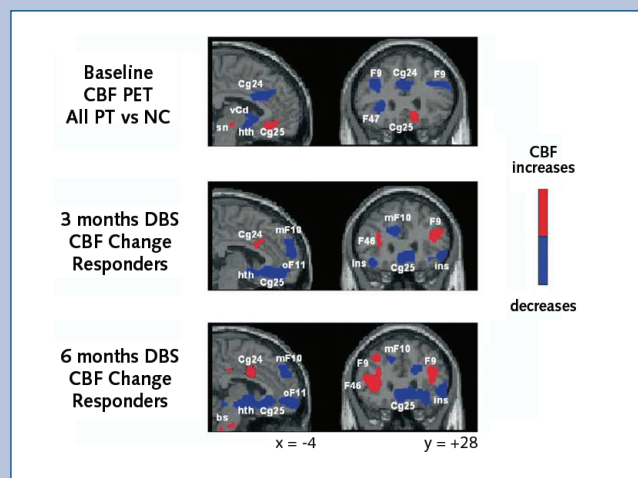 Baseline
CBF PET
All PT vs NC
Cg24
vCd
sn
hth
Cg25
F9
Cg24
F9
F47
Cg25
CBF
increases
decreases
3 months DBS
CBF Change
Responders
Cg24
mF10
oF11
hth
Cg25
mF10
F9
F46
ins
Cg25
ins
6 months DBS
CBF Change
Responders
Cg24
mF10
oF11
hth
Cg25
bs
mF10
F9
F9
F46
Cg25
ins
x = -4
y = +28